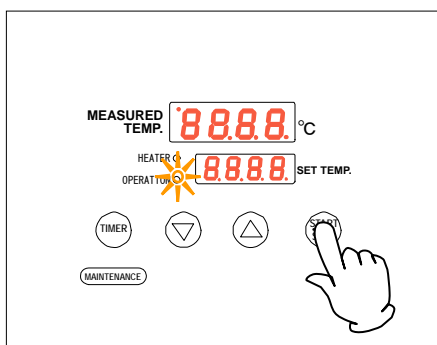 MEASURED
TEMP.
8.8.8.8. °C
HEATER
8.8.8.8. SET TEMP.
OPERATION
TIMER
START
MAINTENANCE